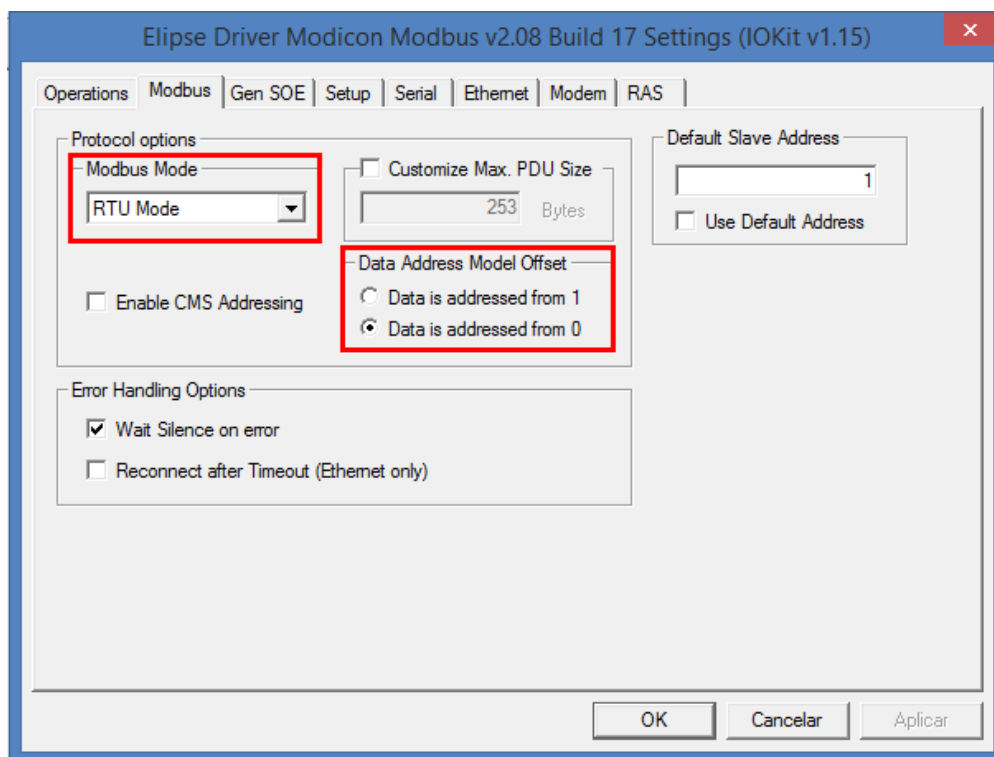 Elipse Driver Modicon Modbus v2.08 Build 17 Settings (IOKit v1.15)
Operations Modbus Gen SOE Setup Serial Ethernet Modem RAS
Protocol options
Modbus Mode
RTU Mode
Customize Max. PDU Size
253 Bytes
Enable CMS Addressing
Data Address Model Offset
Data is addressed from 1
Data is addressed from 0
Default Slave Address
1
Use Default Address
Error Handling Options
Wait Silence on error
Reconnect after Timeout (Ethernet only)
OK Cancelar Aplicar